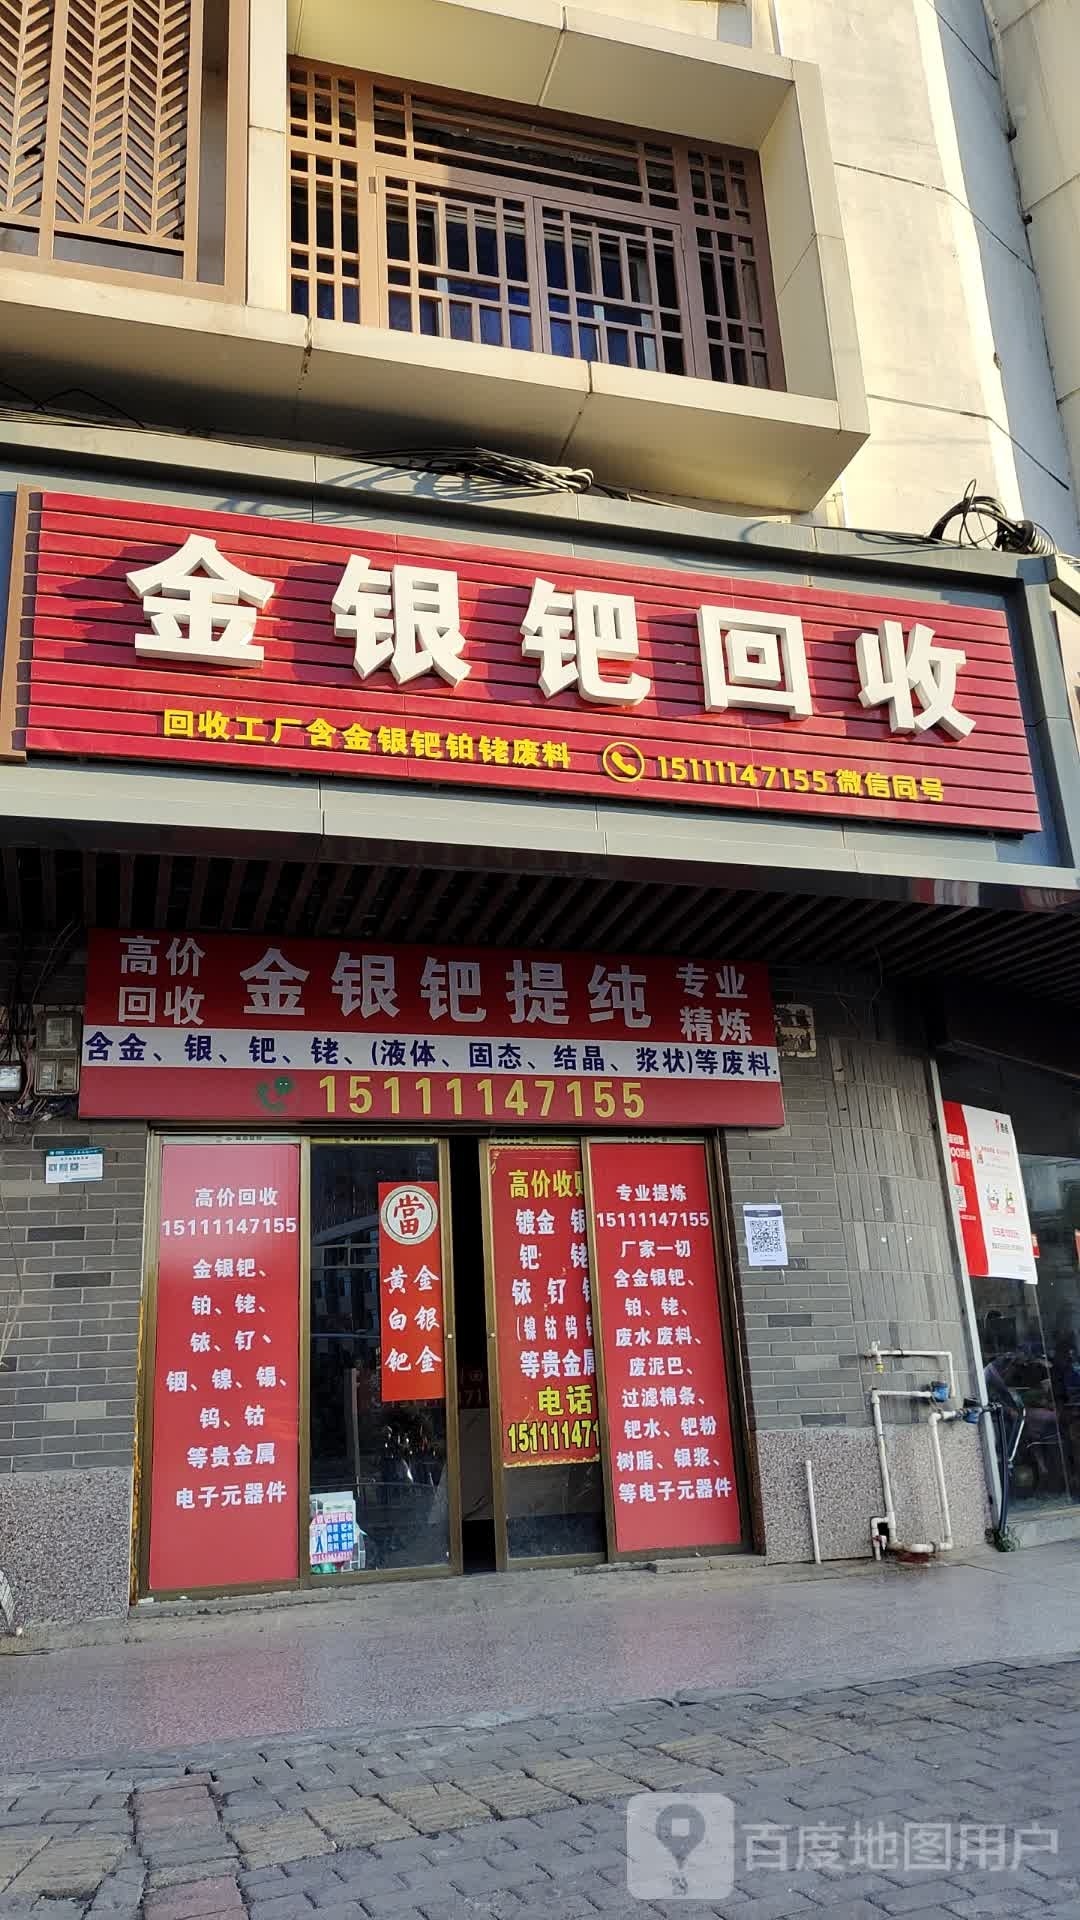 金银钯回收
回收工厂含金银钯铂铑废料 15111147155微信同号
高价回收 金银钯提纯 专业精炼
含金、银、钯、铑、(液体、固态、结晶、浆状)等废料.
15111147155
高价回收
15111147155
金银钯、
铂、铑、
铱、钌、
铟、镍、锡、
钨、钴
等贵金属
电子元器件
當
黄金
白银
钯金
高价收
镀金 银
钯 铑
铱 钌
(镍 钴 钨
等贵金属
电话
151111471
专业提炼
15111147155
厂家一切
含金银钯、
铂、铑、
废水废料、
废泥巴、
过滤棉条、
钯水、钯粉
树脂、银浆、
等电子元器件
百度地图用户